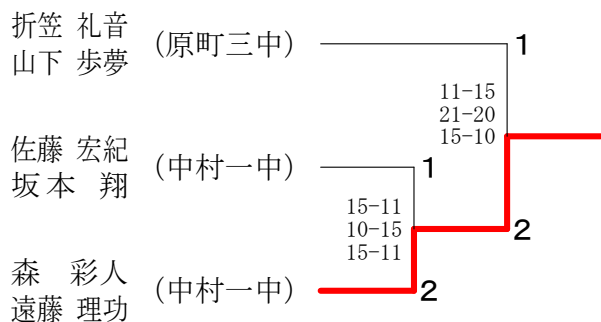 折笠 礼音
山下 歩夢
(原町三中)
1
11-15
21-20
15-10
佐藤 宏紀
坂本 翔
(中村一中)
1
15-11
10-15
15-11
2
森 彩人
遠藤 理功
(中村一中)
2